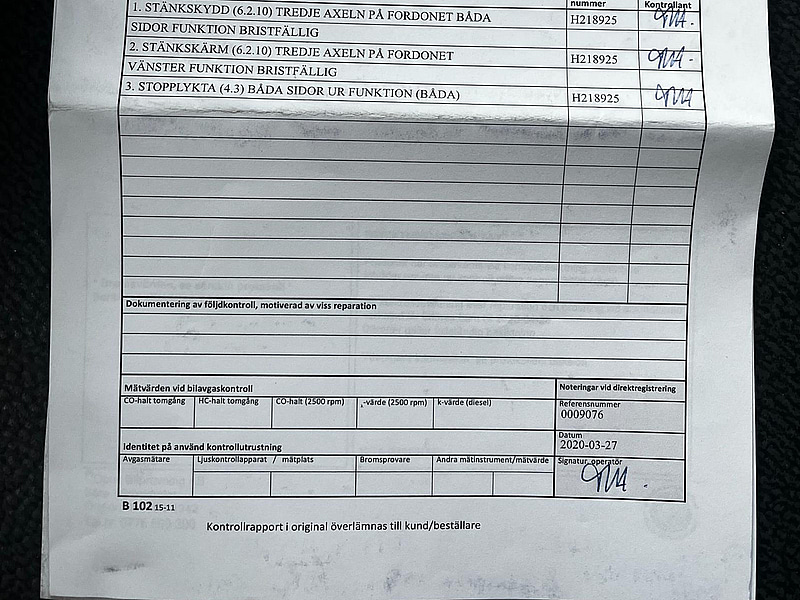 nummer Kontrollant
1. STÄNKSKYDD (6.2.10) TREDJE AXELN PÅ FORDONET BÅDA H218925
SIDOR FUNKTION BRISTFÄLLIG
2. STÄNKSKÄRM (6.2.10) TREDJE AXELN PÅ FORDONET H218925
VÄNSTER FUNKTION BRISTFÄLLIG
3. STOPPLYKTA (4.3) BÅDA SIDOR UR FUNKTION (BÅDA) H218925
Dokumentering av följdkontroll, motiverad av viss reparation
Mätvärden vid bilavgaskontroll Noteringar vid direktregistrering
CO-halt tomgång HC-halt tomgång CO-halt (2500 rpm) -värde (2500 rpm) k-värde (diesel) Referensnummer
0009076
Identitet på använd kontrollutrustning Datum
2020-03-27
Avgasmätare Ljuskontrollapparat / mätplats Bromsprovare Andra mätinstrument/mätvärde Signatur, operatör
B 102 15-11
Kontrollrapport i original överlämnas till kund/beställare